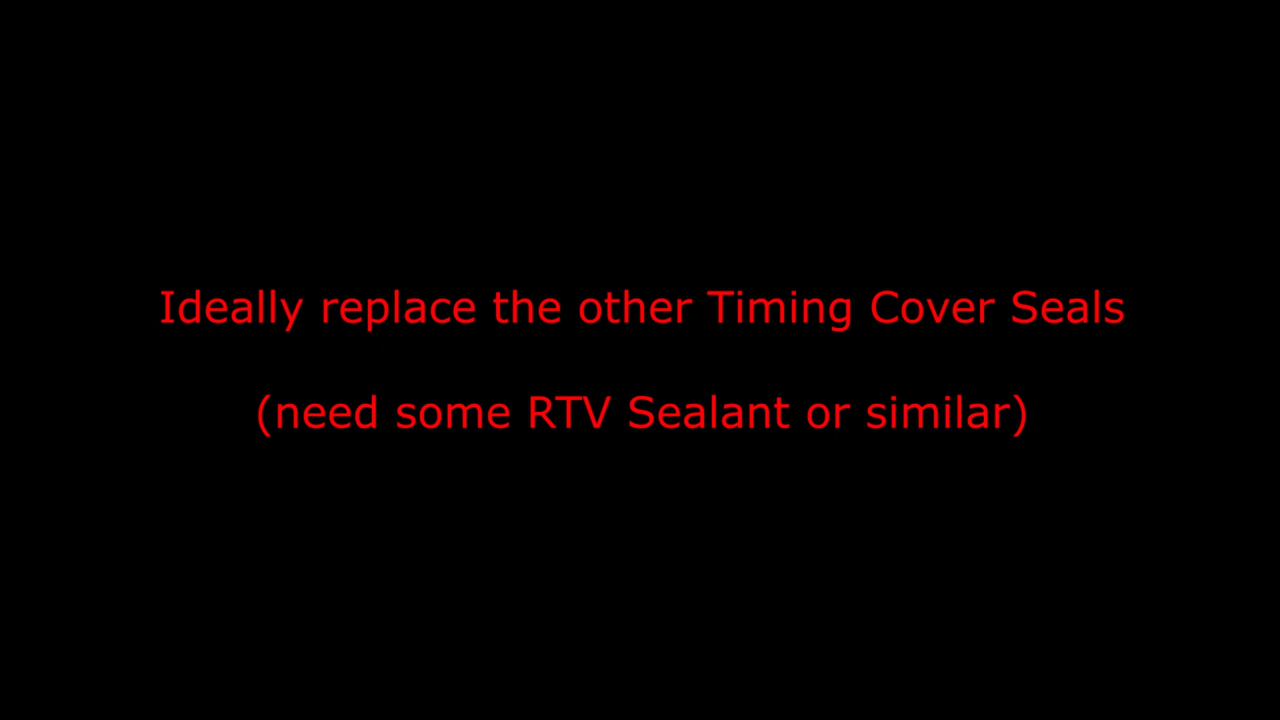 Ideally replace the other Timing Cover Seals
(need some RTV Sealant or similar)